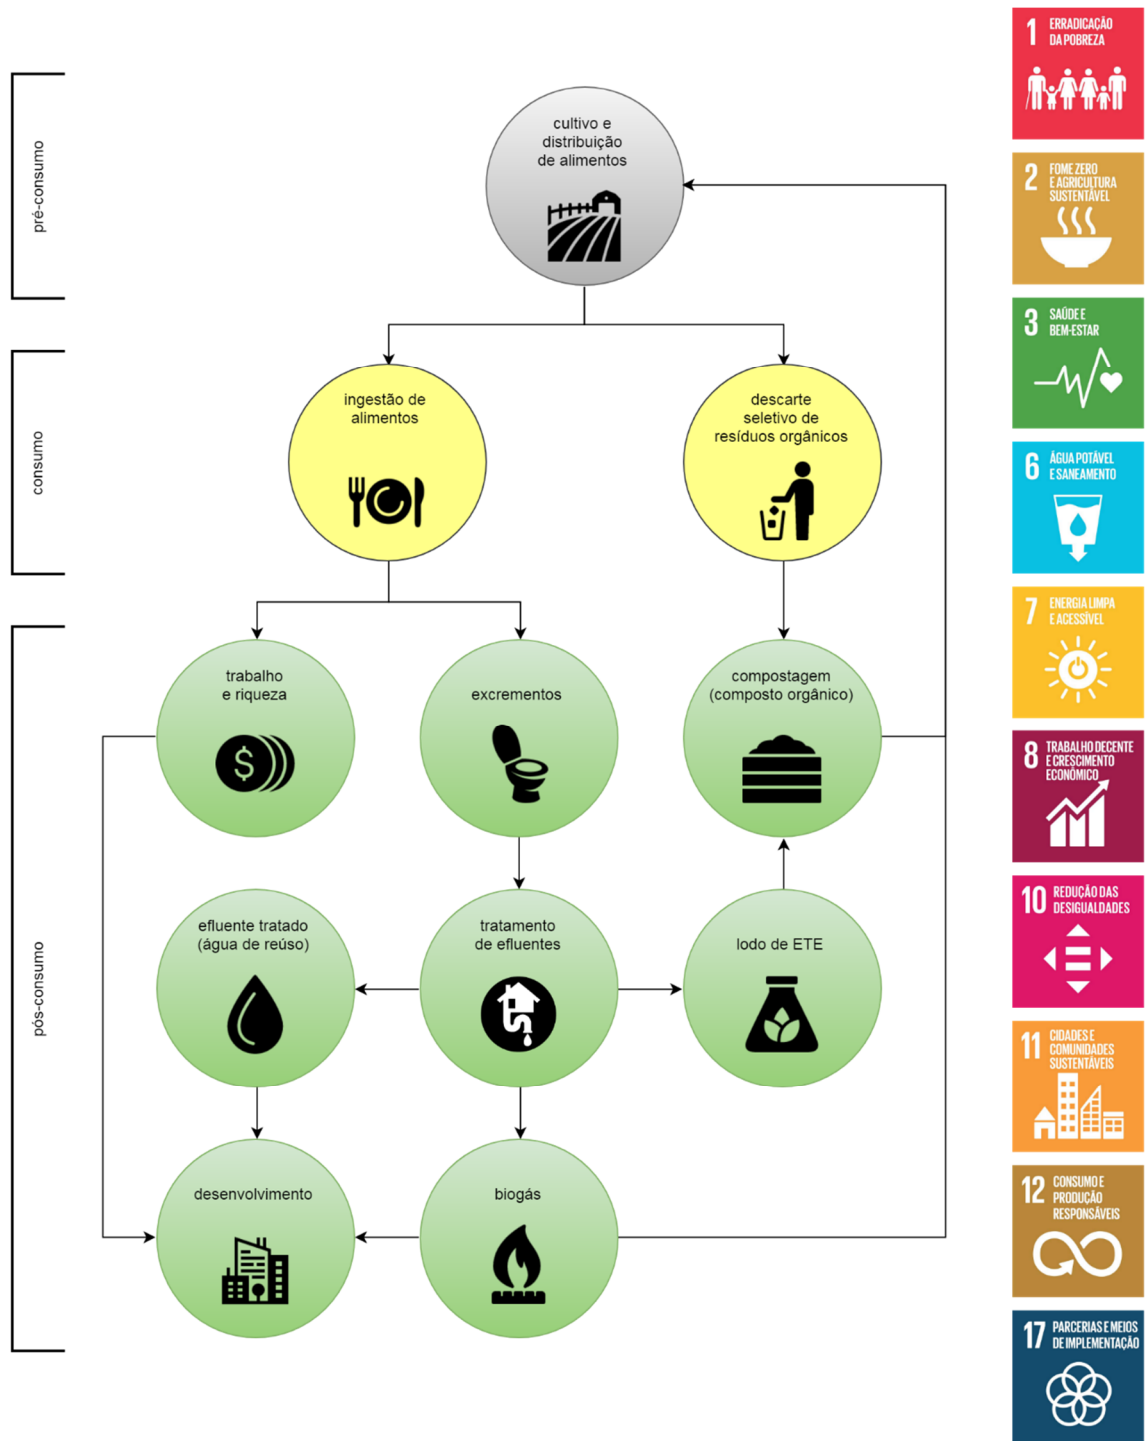 pré-consumo
cultivo e
distribuição
de alimentos
consumo
ingestão de
alimentos
descarte
seletivo de
resíduos orgânicos
pós-consumo
trabalho
e riqueza
$
excrementos
compostagem
(composto orgânico)
efluente tratado
(água de reúso)
tratamento
de efluentes
lodo de ETE
desenvolvimento
biogás
1 ERRADICAÇÃO
DA POBREZA
2 FOME ZERO
E AGRICULTURA
SUSTENTÁVEL
3 SAÚDE E
BEM-ESTAR
6 ÁGUA POTÁVEL
E SANEAMENTO
7 ENERGIA LIMPA
E ACESSÍVEL
8 TRABALHO DECENTE
E CRESCIMENTO
ECONÔMICO
10 REDUÇÃO DAS
DESIGUALDADES
11 CIDADES E
COMUNIDADES
SUSTENTÁVEIS
12 CONSUMO E
PRODUÇÃO
RESPONSÁVEIS
17 PARCERIAS E MEIOS
DE IMPLEMENTAÇÃO